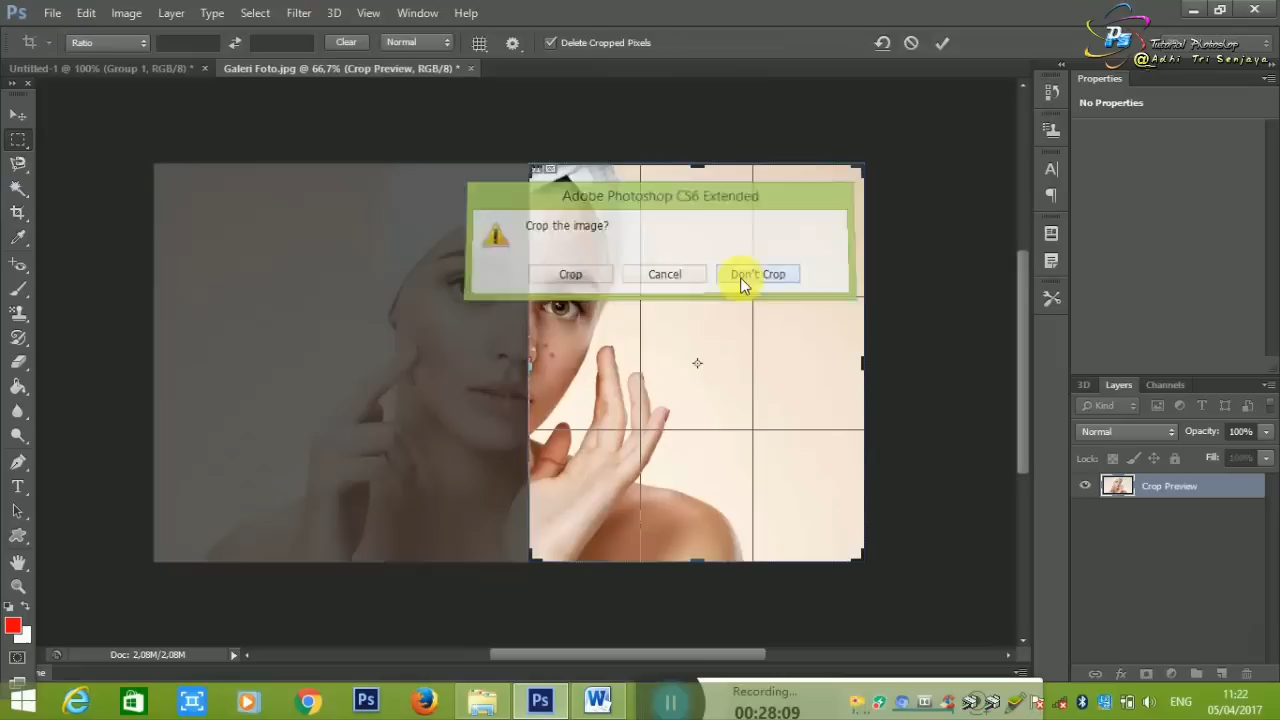 Ps File Edit Image Layer Type Select Filter 3D View Window Help
Ratio Clear Normal Delete Cropped Pixels
Ps Tutorial Photoshop
@Adhi Tri Senjaya
Untitled-1 @ 100% (Group 1, RGB/8) * × Galeri Foto.jpg @ 66,7% (Crop Preview, RGB/8) * ×
Properties
No Properties
Adobe Photoshop CS6 Extended
Crop the image?
Crop Cancel Don't Crop
3D Layers Channels
Kind
Normal Opacity: 100%
Lock: Fill: 100%
Crop Preview
Doc: 2,08M/2,08M
Recording...
00:28:09
ENG
11:22
05/04/2017